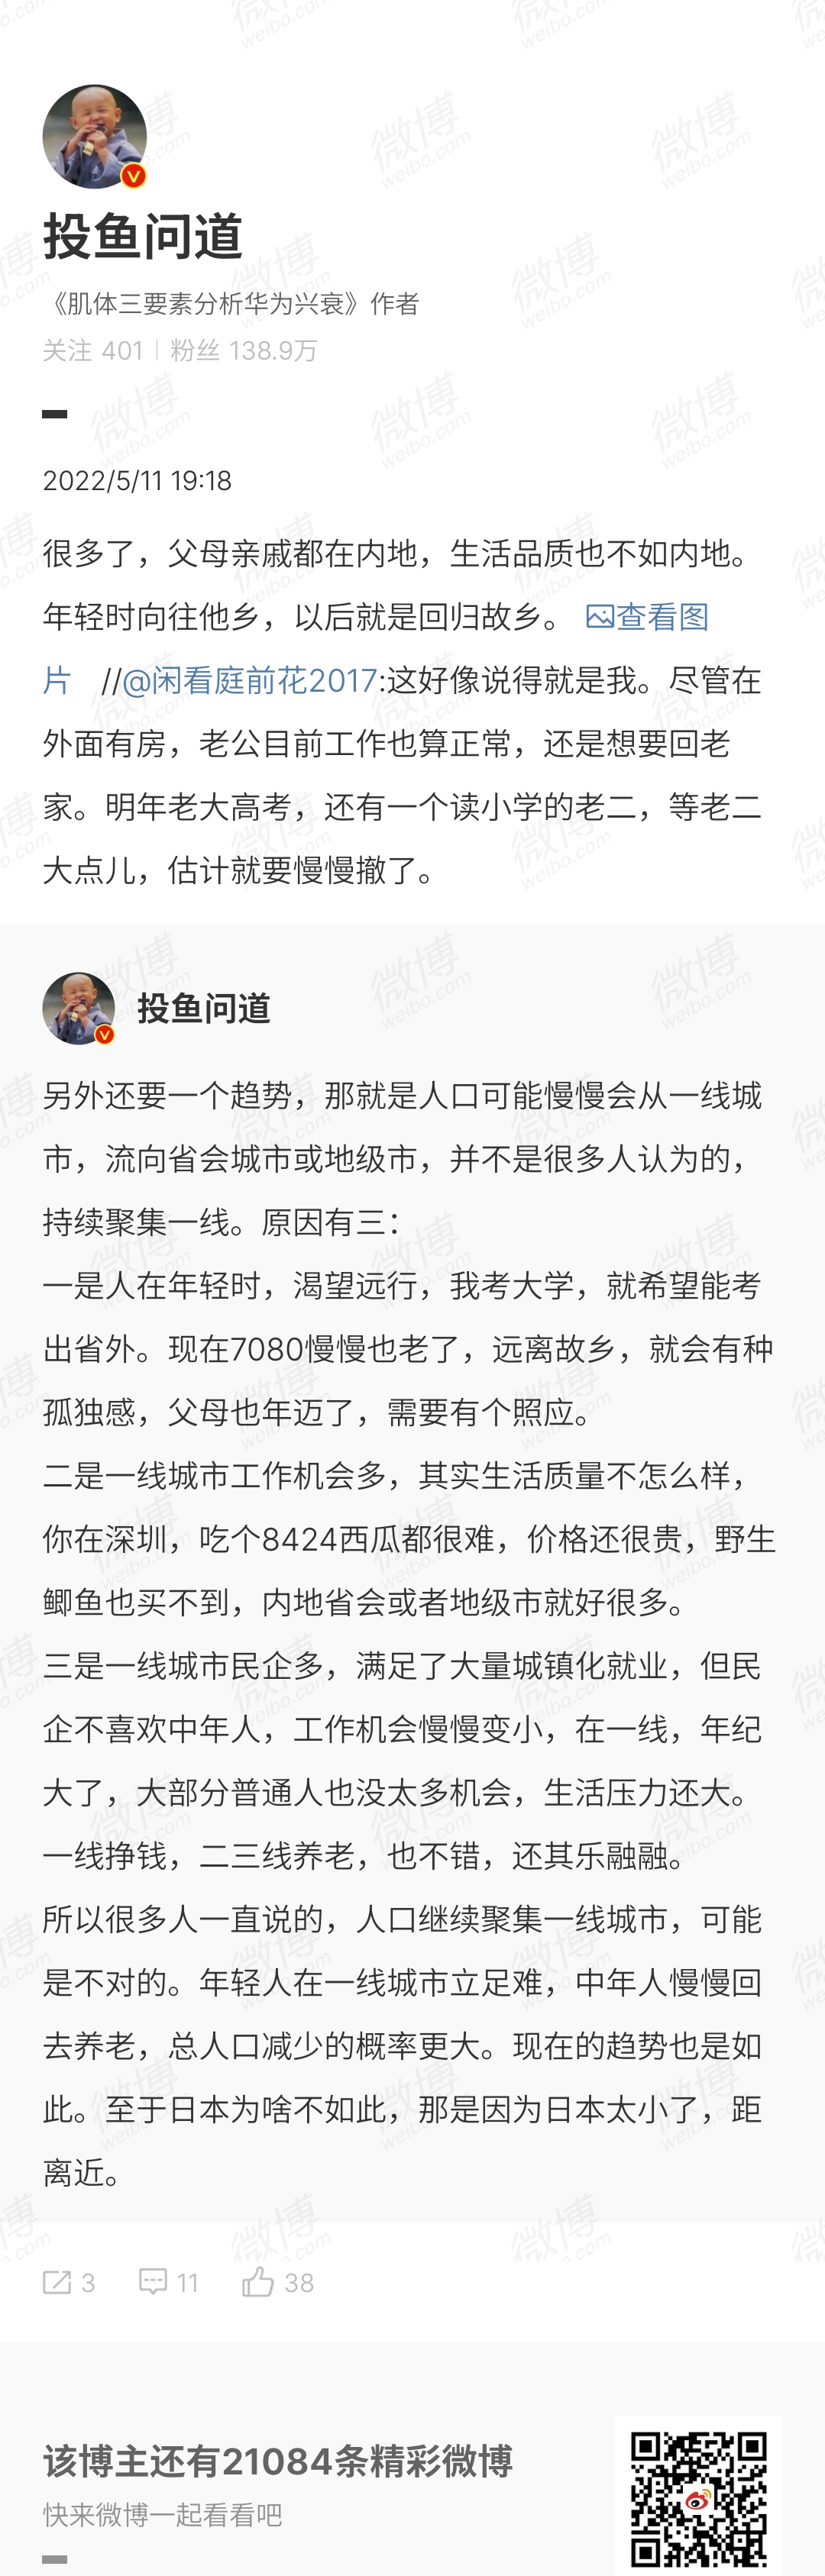 投鱼问道
《肌体三要素分析华为兴衰》作者
关注 401 | 粉丝 138.9万
2022/5/11 19:18
很多了，父母亲戚都在内地，生活品质也不如内地。
年轻时向往他乡，以后就是回归故乡。 查看图
片 //@闲看庭前花2017:这好像说得就是我。尽管在
外面有房，老公目前工作也算正常，还是想要回老
家。明年老大高考，还有一个读小学的老二，等老二
大点儿，估计就要慢慢撤了。
投鱼问道
另外还要一个趋势，那就是人口可能慢慢会从一线城
市，流向省会城市或地级市，并不是很多人认为的，
持续聚集一线。原因有三：
一是人在年轻时，渴望远行，我考大学，就希望能考
出省外。现在7080慢慢也老了，远离故乡，就会有种
孤独感，父母也年迈了，需要有个照应。
二是一线城市工作机会多，其实生活质量不怎么样，
你在深圳，吃个8424西瓜都很难，价格还很贵，野生
鲫鱼也买不到，内地省会或者地级市就好很多。
三是一线城市民企多，满足了大量城镇化就业，但民
企不喜欢中年人，工作机会慢慢变小，在一线，年纪
大了，大部分普通人也没太多机会，生活压力还大。
一线挣钱，二三线养老，也不错，还其乐融融。
所以很多人一直说的，人口继续聚集一线城市，可能
是不对的。年轻人在一线城市立足难，中年人慢慢回
去养老，总人口减少的概率更大。现在的趋势也是如
此。至于日本为啥不如此，那是因为日本太小了，距
离近。
3 11 38
该博主还有21084条精彩微博
快来微博一起看看吧
微博
weibo.com